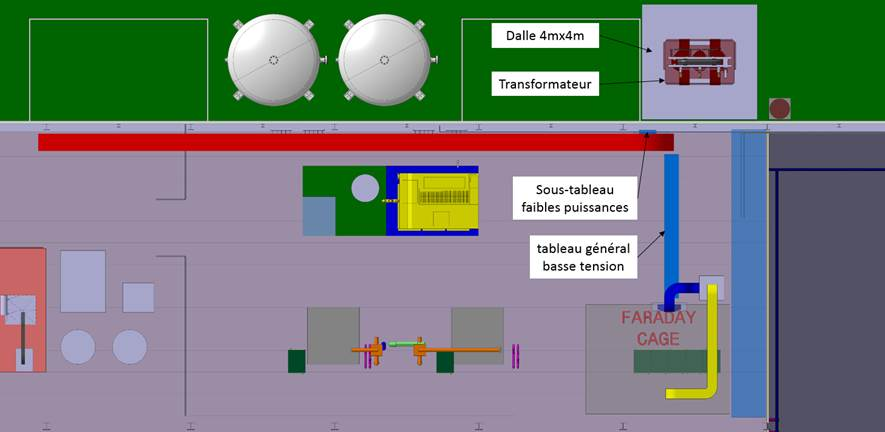 Dalle 4mx4m
Transformateur
Sous-tableau
faibles puissances
tableau général
basse tension
FARADAY
CAGE